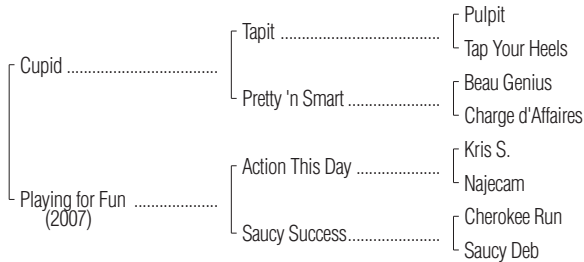 Pulpit
Tapit ..................................
Tap Your Heels
Cupid ................................
Beau Genius
Pretty 'n Smart ....................
Charge d'Affaires
Kris S.
Action This Day ..................
Najecam
Playing for Fun ..................
(2007)
Cherokee Run
Saucy Success....................
Saucy Deb